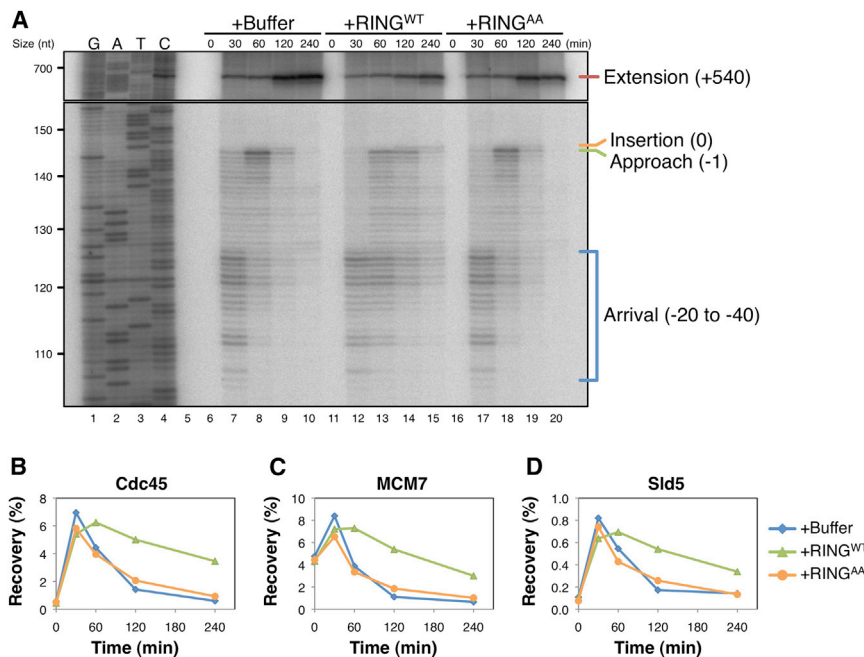 A
+Buffer +RING^WT +RING^AA
Size (nt) G A T C 0 30 60 120 240 0 30 60 120 240 0 30 60 120 240 (min)
700
Extension (+540)
150
Insertion (0)
Approach (-1)
140
130
120
Arrival (-20 to -40)
110
1 2 3 4 5 6 7 8 9 10 11 12 13 14 15 16 17 18 19 20
B Cdc45
Recovery (%)
8
6
4
2
0
0 60 120 180 240
Time (min)
C MCM7
Recovery (%)
10
8
6
4
2
0
0 60 120 180 240
Time (min)
D Sld5
Recovery (%)
1.0
0.8
0.6
0.4
0.2
0
0 60 120 180 240
Time (min)
+Buffer
+RING^WT
+RING^AA